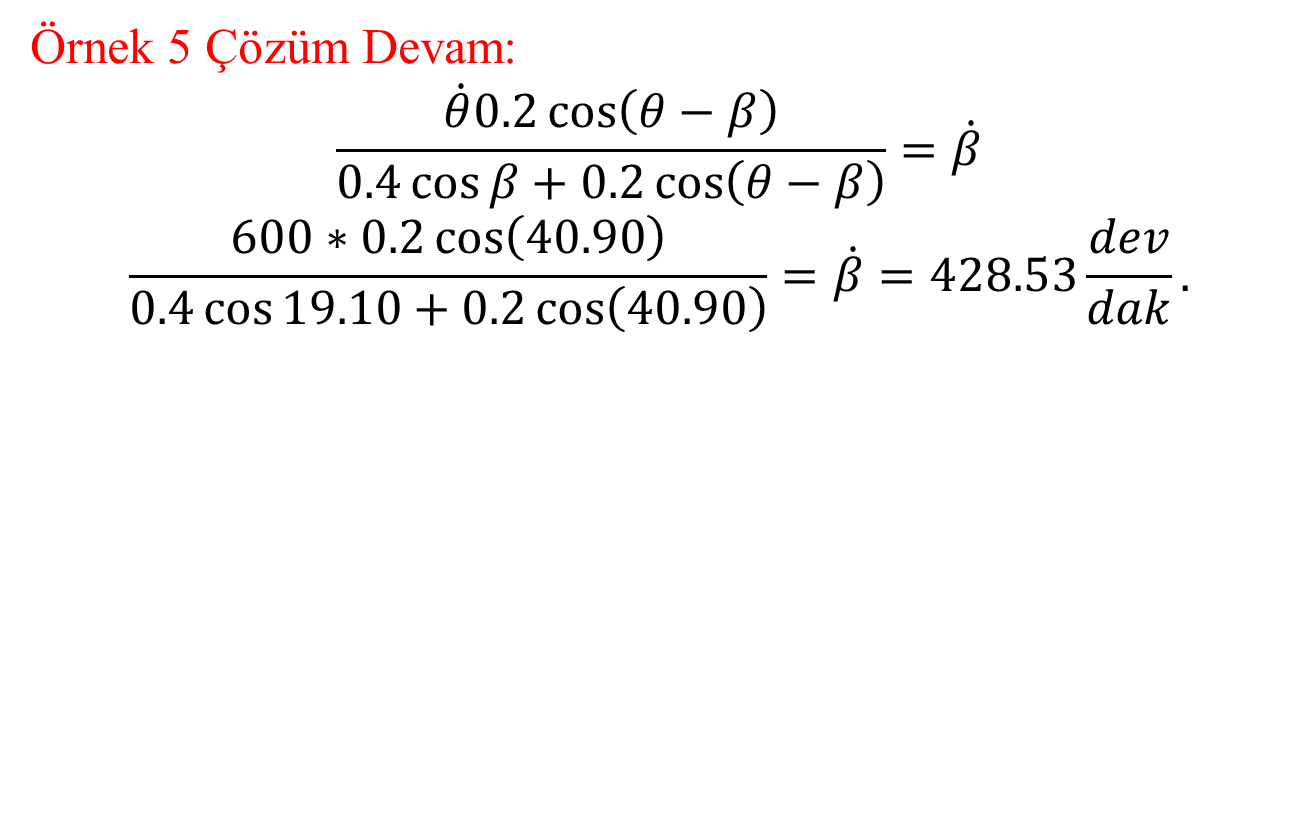 Örnek 5 Çözüm Devam:
θ̇0.2 cos(θ − β)
0.4 cos β + 0.2 cos(θ − β)
= β̇
600 ∗ 0.2 cos(40.90)
0.4 cos 19.10 + 0.2 cos(40.90)
= β̇ = 428.53 dev/dak.